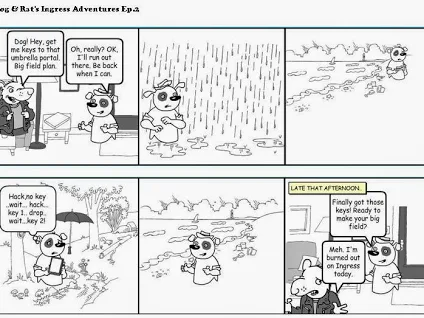 og & Rat's Ingress Adventures Ep.2
Dog! Hey, get
me keys to that
umbrella portal.
Big field plan.
Oh, really? OK,
I'll run out
there. Be back
when I can.
Hack,no key
..wait... hack...
key 1.. drop..
wait...key 2!
LATE THAT AFTERNOON...
Finally got those
keys! Ready to
make your big
field?
Meh. I'm
burned out
on Ingress
today.